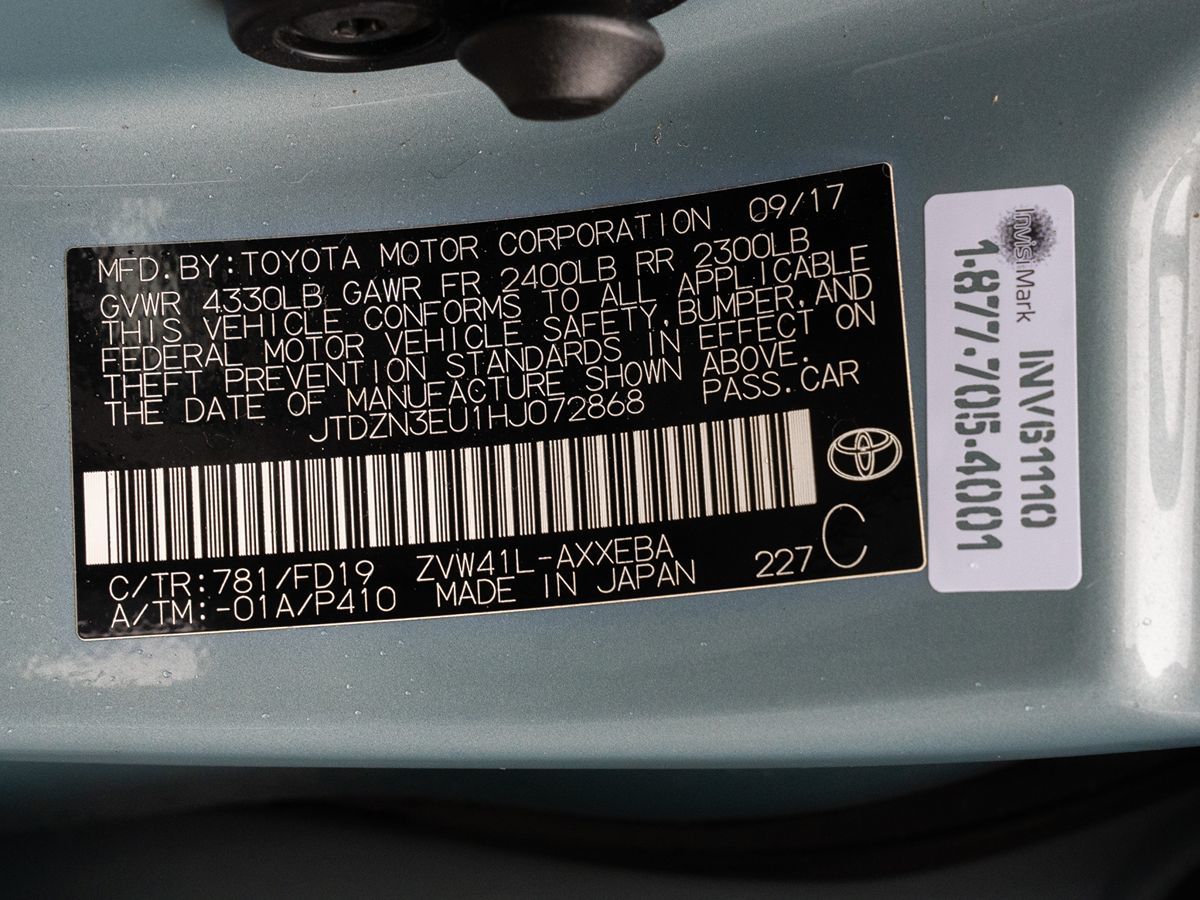 MFD. BY: TOYOTA MOTOR CORPORATION 09/17
GVWR 4330LB GAWR FR 2400LB RR 2300LB
THIS VEHICLE CONFORMS TO ALL APPLICABLE
FEDERAL MOTOR VEHICLE SAFETY, BUMPER, AND
THEFT PREVENTION STANDARDS IN EFFECT ON
THE DATE OF MANUFACTURE SHOWN ABOVE.
JTDZN3EU1HJ072868 PASS. CAR
C/TR: 781/FD19 ZVW41L-AXXEBA
A/TM: -01A/P410 MADE IN JAPAN 227 C
InvisiMark INV61110
1.877.705.4001